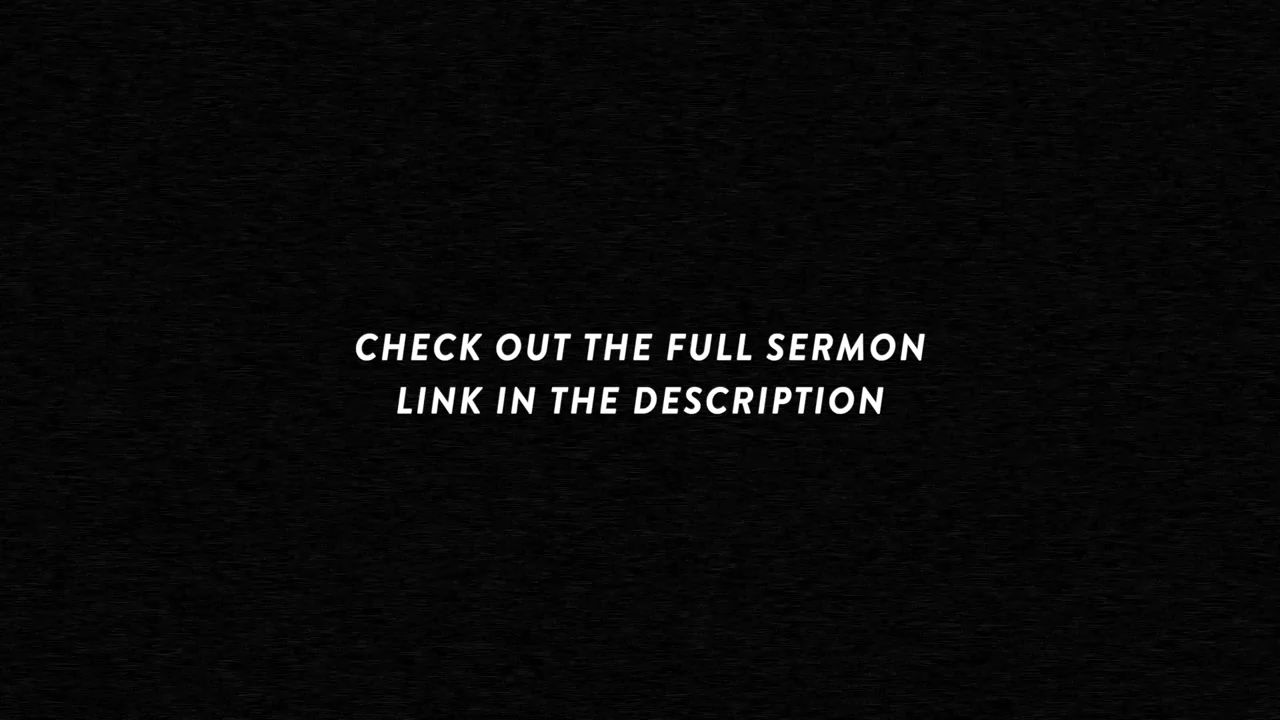 CHECK OUT THE FULL SERMON
LINK IN THE DESCRIPTION